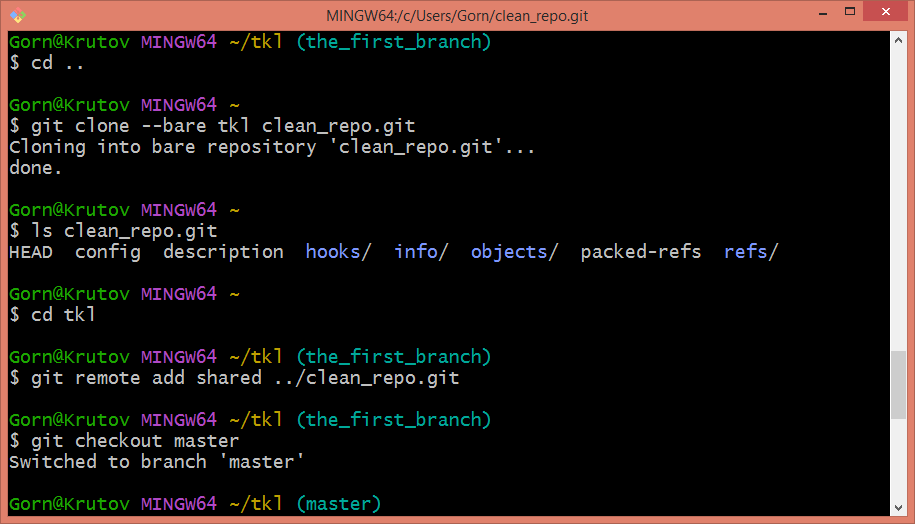 MINGW64:/c/Users/Gorn/clean_repo.git
Gorn@Krutov MINGW64 ~/tkl (the_first_branch)
$ cd ..
Gorn@Krutov MINGW64 ~
$ git clone --bare tkl clean_repo.git
Cloning into bare repository 'clean_repo.git'...
done.
Gorn@Krutov MINGW64 ~
$ ls clean_repo.git
HEAD  config  description  hooks/  info/  objects/  packed-refs  refs/
Gorn@Krutov MINGW64 ~
$ cd tkl
Gorn@Krutov MINGW64 ~/tkl (the_first_branch)
$ git remote add shared ../clean_repo.git
Gorn@Krutov MINGW64 ~/tkl (the_first_branch)
$ git checkout master
Switched to branch 'master'
Gorn@Krutov MINGW64 ~/tkl (master)